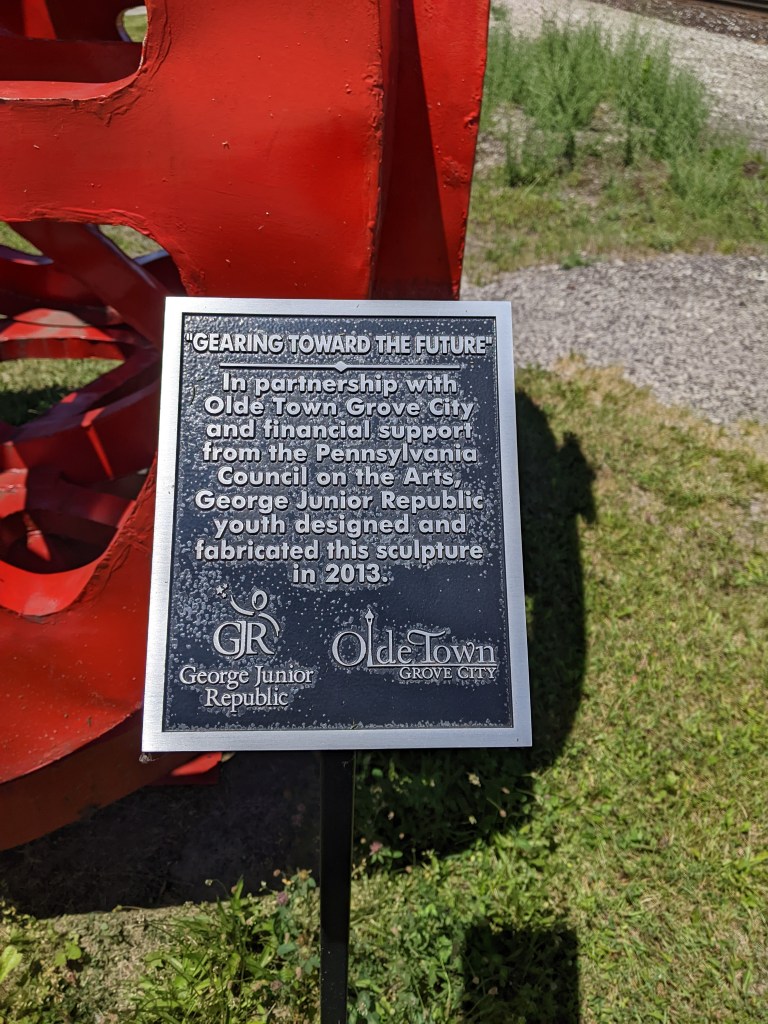 "GEARING TOWARD THE FUTURE"
In partnership with
Olde Town Grove City
and financial support
from the Pennsylvania
Council on the Arts,
George Junior Republic
youth designed and
fabricated this sculpture
in 2013.
GJR
George Junior
Republic
Olde Town
GROVE CITY